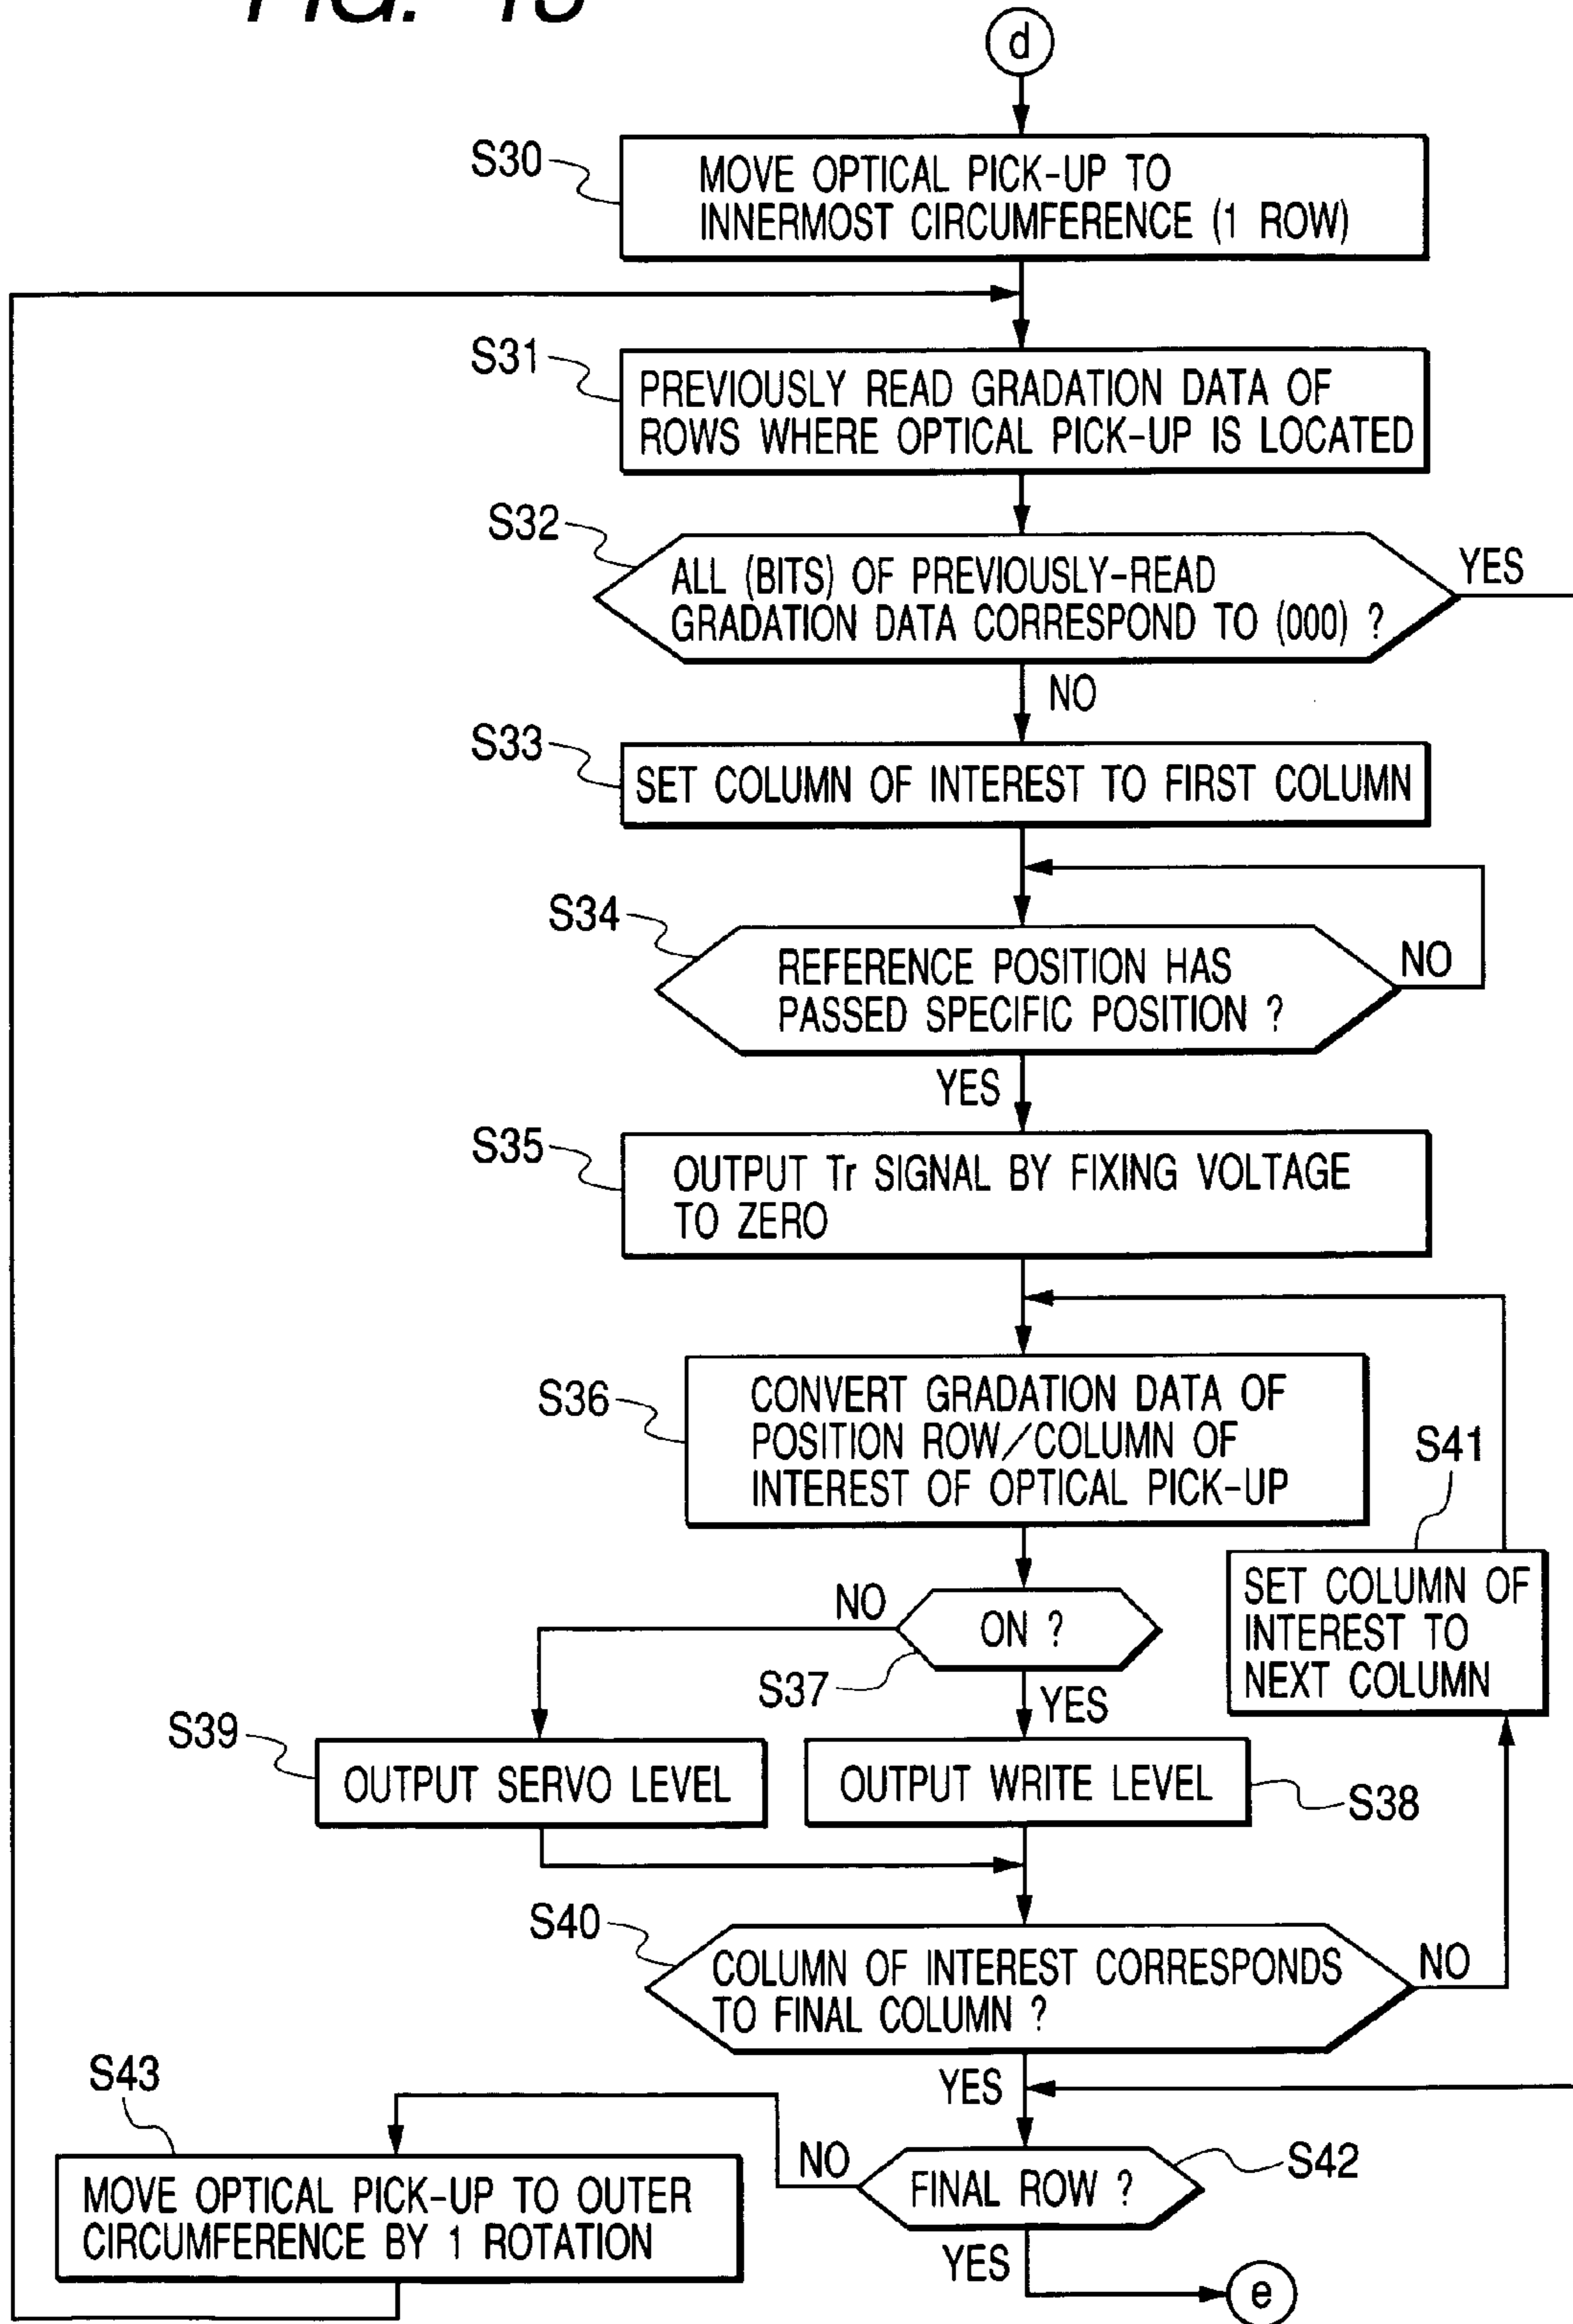 d
S30
MOVE OPTICAL PICK-UP TO
INNERMOST CIRCUMFERENCE (1 ROW)
S31
PREVIOUSLY READ GRADATION DATA OF
ROWS WHERE OPTICAL PICK-UP IS LOCATED
S32
ALL (BITS) OF PREVIOUSLY-READ
GRADATION DATA CORRESPOND TO (000) ?
YES
NO
S33
SET COLUMN OF INTEREST TO FIRST COLUMN
S34
REFERENCE POSITION HAS
PASSED SPECIFIC POSITION ?
NO
YES
S35
OUTPUT Tr SIGNAL BY FIXING VOLTAGE
TO ZERO
S36
CONVERT GRADATION DATA OF
POSITION ROW/COLUMN OF
INTEREST OF OPTICAL PICK-UP
S41
SET COLUMN OF
INTEREST TO
NEXT COLUMN
NO
ON ?
S37
YES
S39
OUTPUT SERVO LEVEL
OUTPUT WRITE LEVEL
S38
S40
COLUMN OF INTEREST CORRESPONDS
TO FINAL COLUMN ?
NO
YES
S43
MOVE OPTICAL PICK-UP TO OUTER
CIRCUMFERENCE BY 1 ROTATION
NO
FINAL ROW ?
S42
YES
e